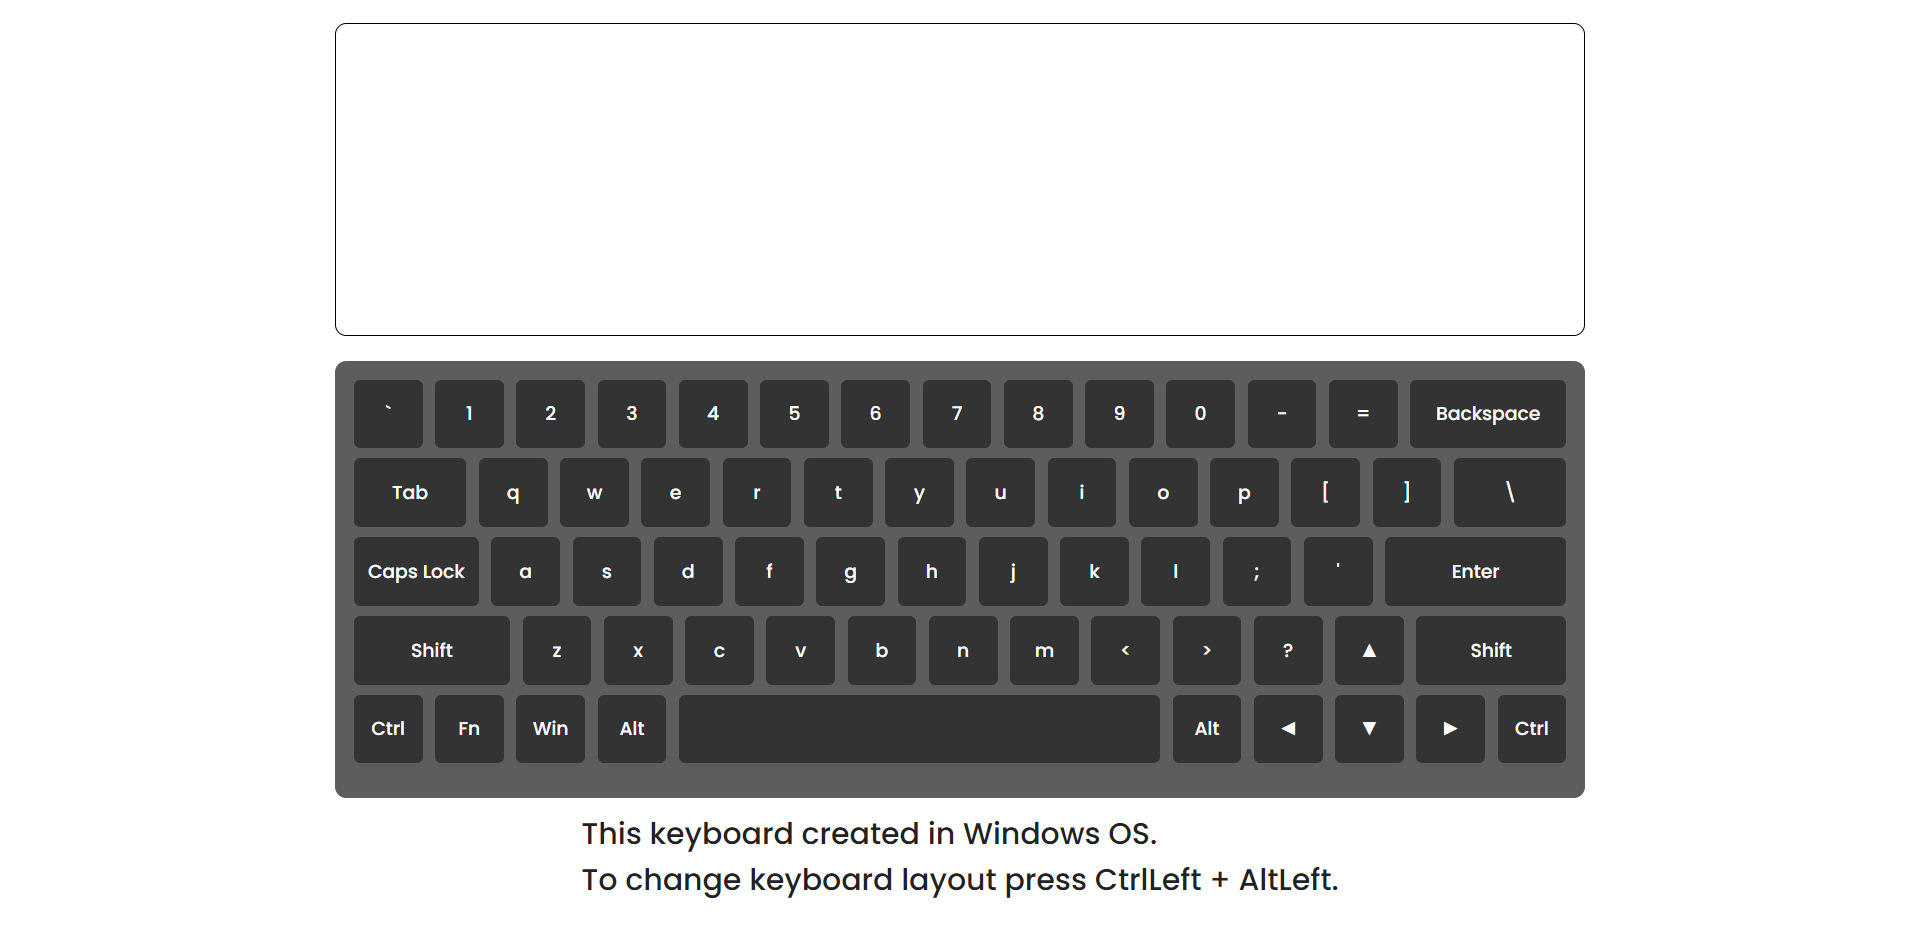 ` 1 2 3 4 5 6 7 8 9 0 - = Backspace
Tab q w e r t y u i o p [ ] \
Caps Lock a s d f g h j k l ; ' Enter
Shift z x c v b n m < > ? ▲ Shift
Ctrl Fn Win Alt Alt ◄ ▼ ► Ctrl
This keyboard created in Windows OS.
To change keyboard layout press CtrlLeft + AltLeft.